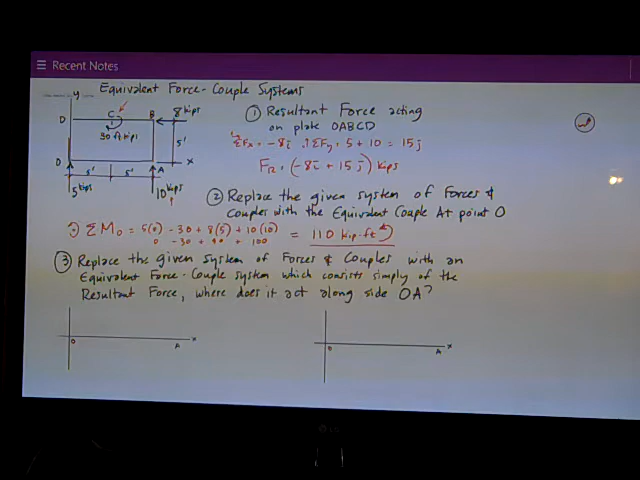 Recent Notes
Equivalent Force-Couple Systems
y
D
C
B
8 kips
30 ft kips
5'
O
5'
5'
A
x
5 kips
10 kips
① Resultant Force acting
on plate OABCD
ΣFx = -8i ↑ΣFy = 5 + 10 = 15j
FR = (-8i + 15j) kips
② Replace the given system of Forces &
couples with the Equivalent Couple At point O
ΣMo = 5(0) - 30 + 8(5) + 10(10) = 110 kip·ft
0 - 30 + 40 + 100
③ Replace the given system of Forces & Couples with an
Equivalent Force-Couple system which consists simply of the
Resultant Force, where does it act along side OA?
O
A
x
O
A
x